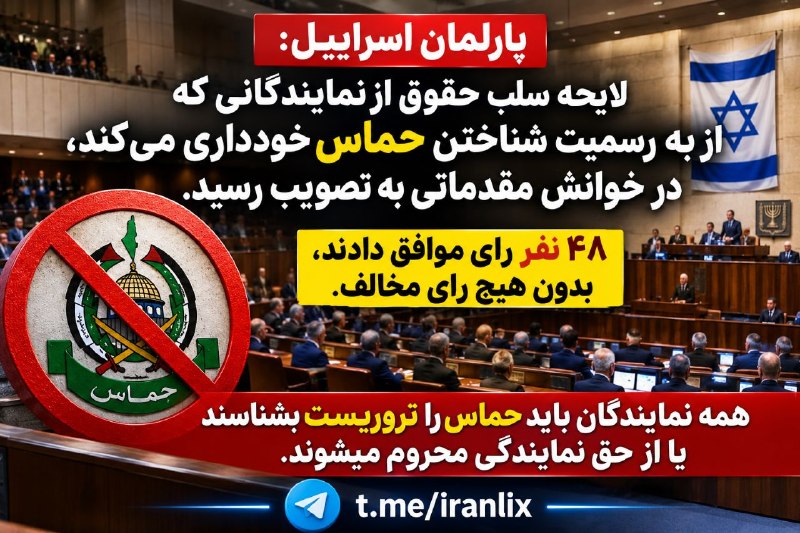 پارلمان اسراییل:
لایحه سلب حقوق از نمایندگانی که
از به رسمیت شناختن حماس خودداری می‌کند،
در خوانش مقدماتی به تصویب رسید.
۴۸ نفر رای موافق دادند،
بدون هیچ رای مخالف.
حماس
همه نمایندگان باید حماس را تروریست بشناسند
یا از حق نمایندگی محروم میشوند.
t.me/iranlix